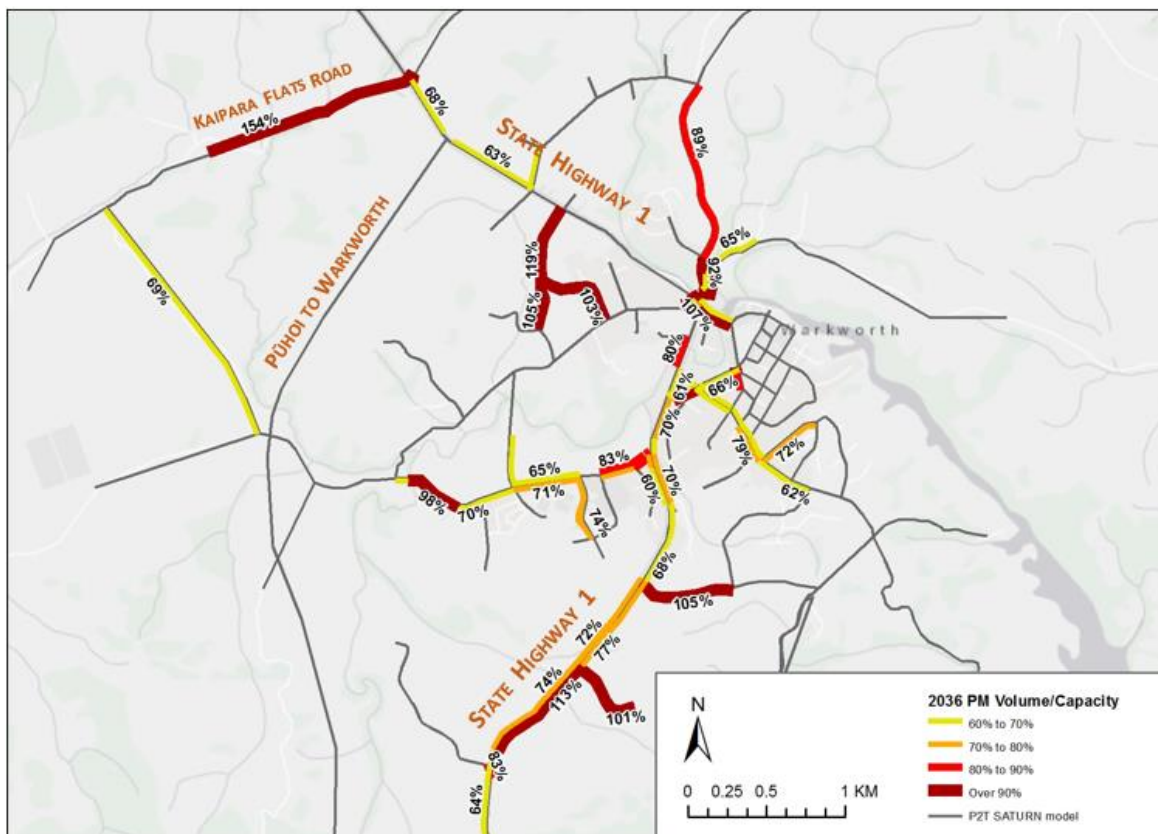 KAIPARA FLATS ROAD
154%
68%
63%
STATE HIGHWAY 1
89%
65%
92%
69%
PŪHOI TO WARKWORTH
119%
105%
103%
107%
Warkworth
80%
61%
66%
70%
79%
72%
62%
83%
60%
70%
65%
71%
98%
70%
74%
68%
105%
STATE HIGHWAY 1
72%
77%
74%
113%
101%
83%
64%
N
0 0.25 0.5 1 KM
2036 PM Volume/Capacity
60% to 70%
70% to 80%
80% to 90%
Over 90%
P2T SATURN model